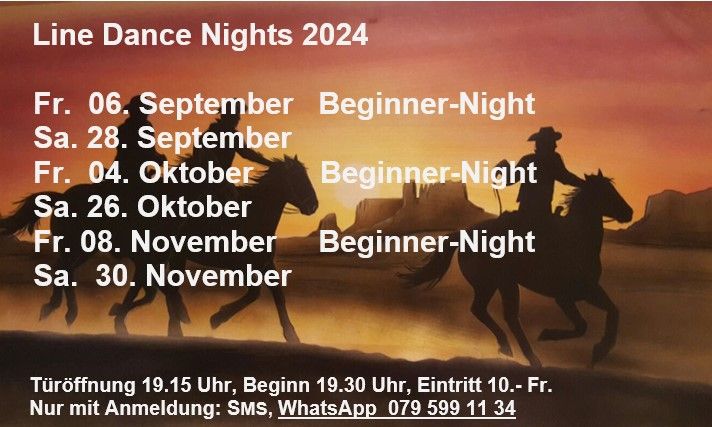 Line Dance Nights 2024
Fr. 06. September Beginner-Night
Sa. 28. September
Fr. 04. Oktober Beginner-Night
Sa. 26. Oktober
Fr. 08. November Beginner-Night
Sa. 30. November
Türöffnung 19.15 Uhr, Beginn 19.30 Uhr, Eintritt 10.- Fr.
Nur mit Anmeldung: SMS, WhatsApp 079 599 11 34